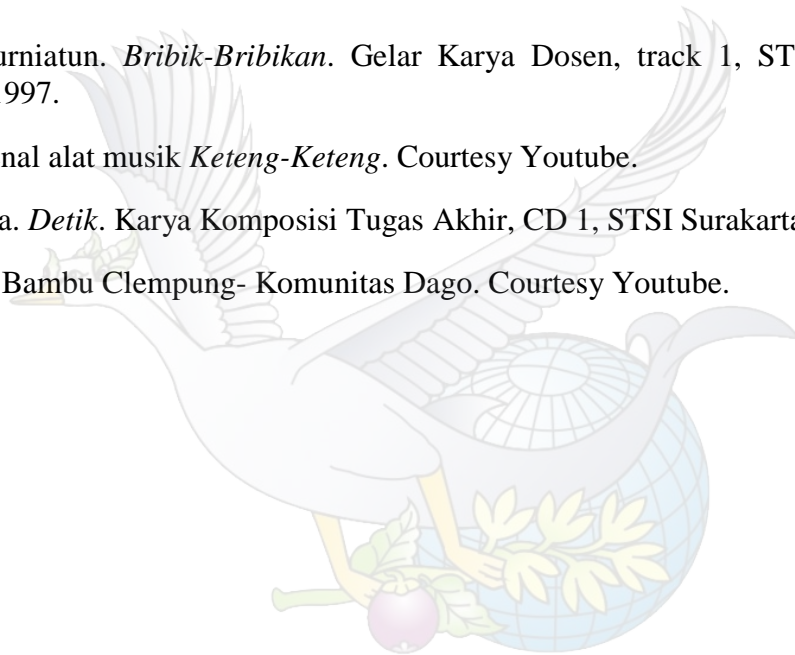 urniatun. Bribik-Bribikan. Gelar Karya Dosen, track 1, ST
1997.
nal alat musik Keteng-Keteng. Courtesy Youtube.
a. Detik. Karya Komposisi Tugas Akhir, CD 1, STSI Surakarta
Bambu Clempung- Komunitas Dago. Courtesy Youtube.